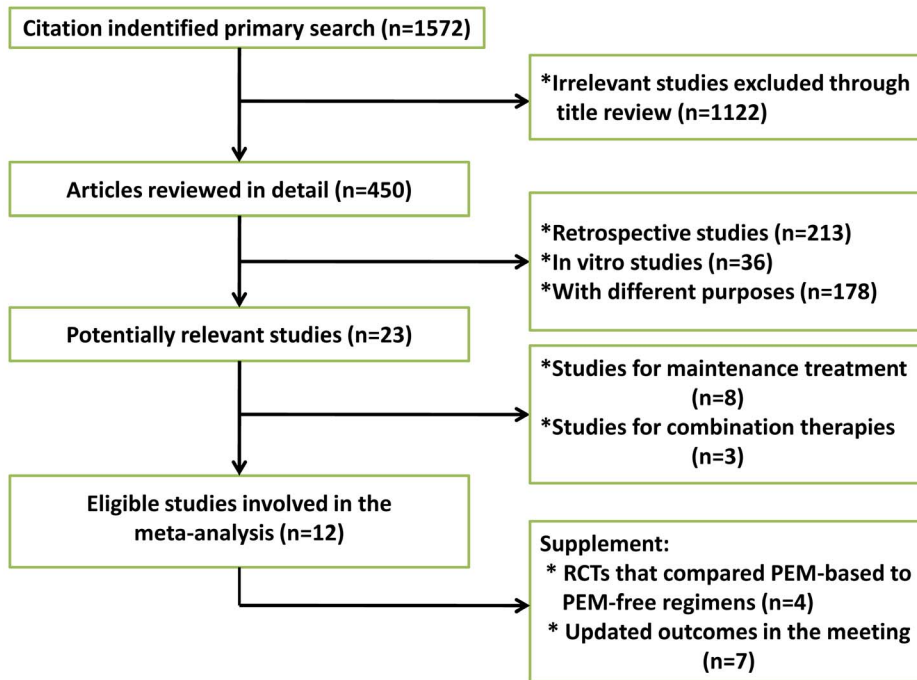 Citation indentified primary search (n=1572)
*Irrelevant studies excluded through
title review (n=1122)
Articles reviewed in detail (n=450)
*Retrospective studies (n=213)
*In vitro studies (n=36)
*With different purposes (n=178)
Potentially relevant studies (n=23)
*Studies for maintenance treatment
(n=8)
*Studies for combination therapies
(n=3)
Eligible studies involved in the
meta-analysis (n=12)
Supplement:
* RCTs that compared PEM-based to
PEM-free regimens (n=4)
* Updated outcomes in the meeting
(n=7)